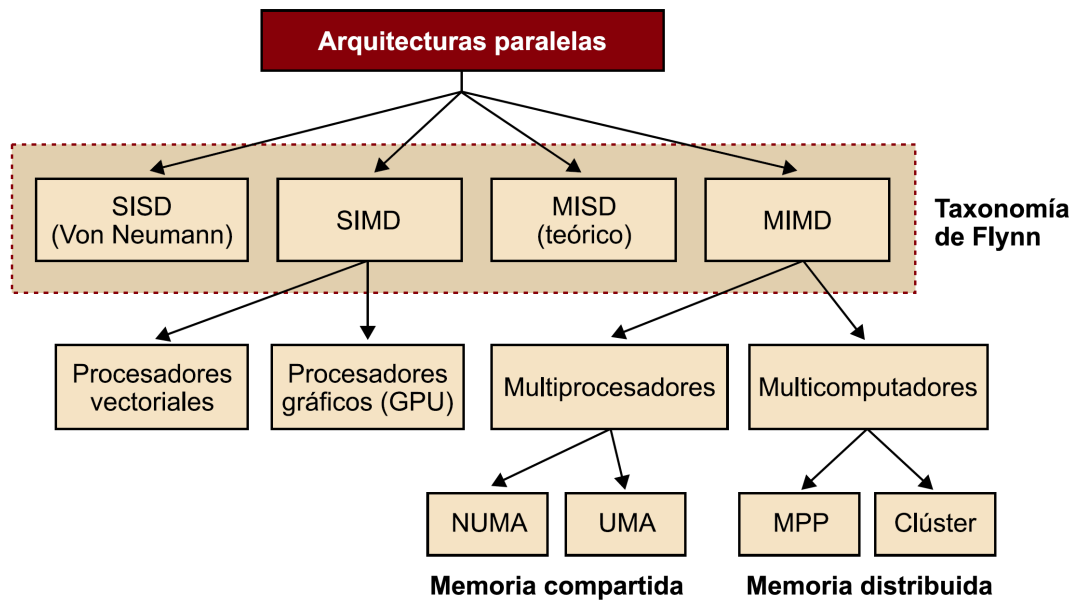 Arquitecturas paralelas
SISD
(Von Neumann)
SIMD
MISD
(teórico)
MIMD
Taxonomía
de Flynn
Procesadores
vectoriales
Procesadores
gráficos (GPU)
Multiprocesadores
Multicomputadores
NUMA
UMA
MPP
Clúster
Memoria compartida
Memoria distribuida